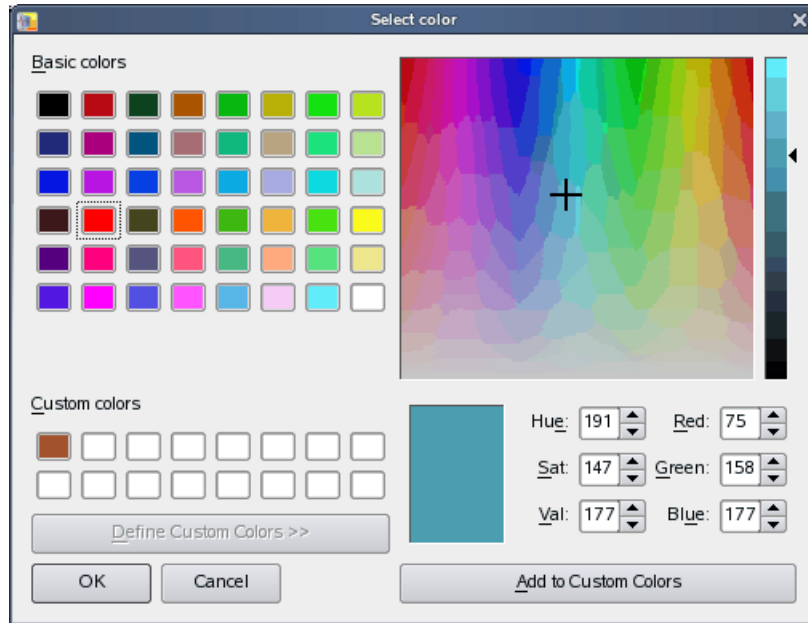 Select color
Basic colors
Custom colors
Define Custom Colors >>
OK Cancel
Hue: 191 Red: 75
Sat: 147 Green: 158
Val: 177 Blue: 177
Add to Custom Colors